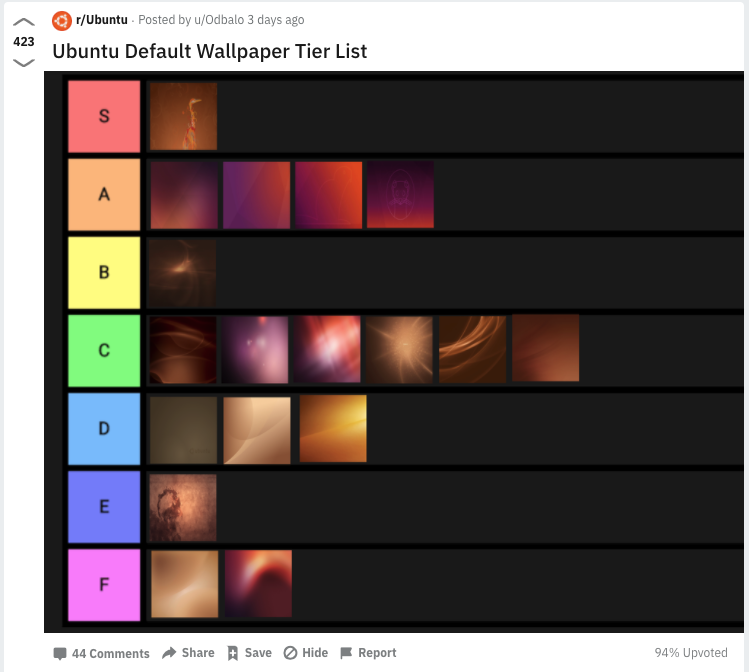 r/Ubuntu · Posted by u/Odbalo 3 days ago
423
Ubuntu Default Wallpaper Tier List
S
A
B
C
D
E
F
44 Comments Share Save Hide Report 94% Upvoted